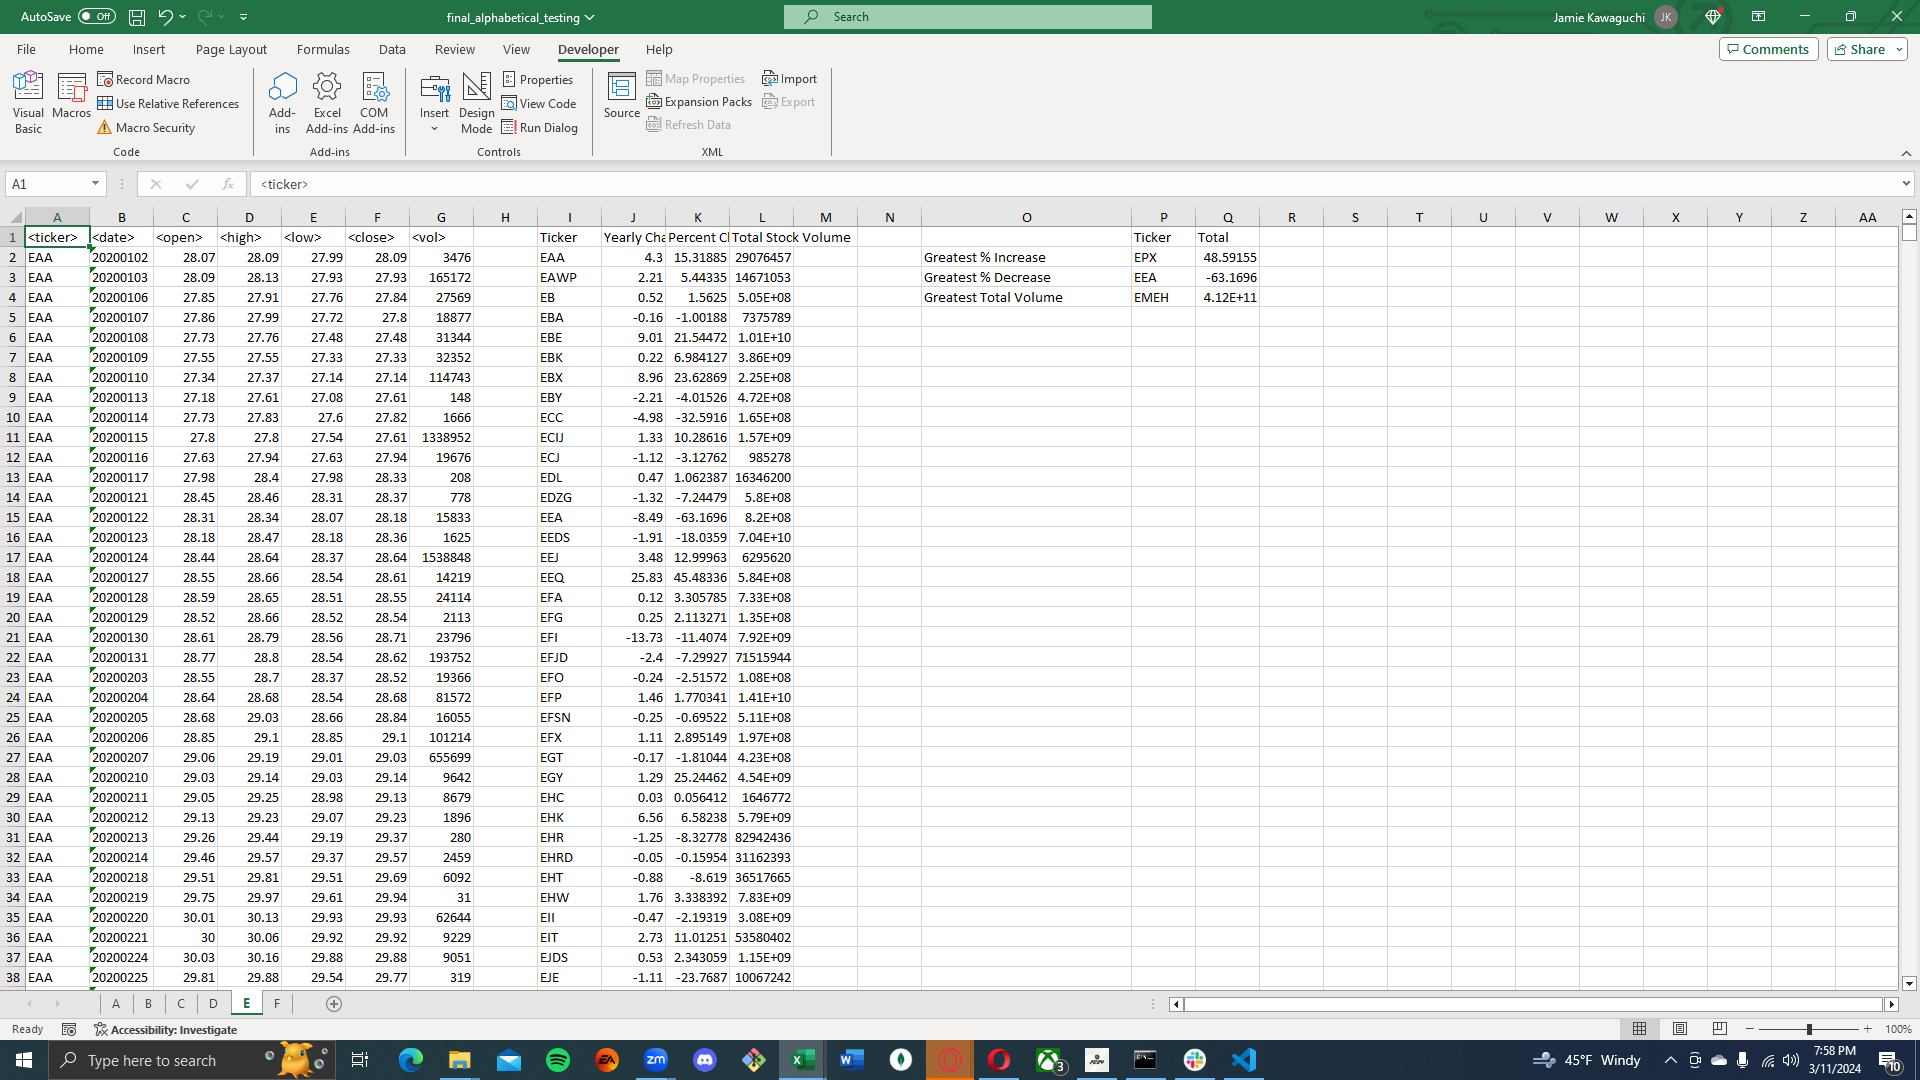 AutoSave Off final_alphabetical_testing Search Jamie Kawaguchi JK
File Home Insert Page Layout Formulas Data Review View Developer Help Comments Share
Visual Basic
Macros
Record Macro
Use Relative References
Macro Security
Code
Add-ins
Excel Add-ins
COM Add-ins
Add-ins
Insert
Design Mode
Properties
View Code
Run Dialog
Controls
Source
Map Properties
Expansion Packs
Refresh Data
Import
Export
XML
A1 fx <ticker>
A B C D E F G H I J K L M N O P Q R S T U V W X Y Z AA
1 <ticker> <date> <open> <high> <low> <close> <vol> Ticker Yearly Cha Percent Cl Total Stock Volume Ticker Total
2 EAA 20200102 28.07 28.09 27.99 28.09 3476 EAA 4.3 15.31885 29076457 Greatest % Increase EPX 48.59155
3 EAA 20200103 28.09 28.13 27.93 27.93 165172 EAWP 2.21 5.44335 14671053 Greatest % Decrease EEA -63.1696
4 EAA 20200106 27.85 27.91 27.76 27.84 27569 EB 0.52 1.5625 5.05E+08 Greatest Total Volume EMEH 4.12E+11
5 EAA 20200107 27.86 27.99 27.72 27.8 18877 EBA -0.16 -1.00188 7375789
6 EAA 20200108 27.73 27.76 27.48 27.48 31344 EBE 9.01 21.54472 1.01E+10
7 EAA 20200109 27.55 27.55 27.33 27.33 32352 EBK 0.22 6.984127 3.86E+09
8 EAA 20200110 27.34 27.37 27.14 27.14 114743 EBX 8.96 23.62869 2.25E+08
9 EAA 20200113 27.18 27.61 27.08 27.61 148 EBY -2.21 -4.01526 4.72E+08
10 EAA 20200114 27.73 27.83 27.6 27.82 1666 ECC -4.98 -32.5916 1.65E+08
11 EAA 20200115 27.8 27.8 27.54 27.61 1338952 ECIJ 1.33 10.28616 1.57E+09
12 EAA 20200116 27.63 27.94 27.63 27.94 19676 ECJ -1.12 -3.12762 985278
13 EAA 20200117 27.98 28.4 27.98 28.33 208 EDL 0.47 1.062387 16346200
14 EAA 20200121 28.45 28.46 28.31 28.37 778 EDZG -1.32 -7.24479 5.8E+08
15 EAA 20200122 28.31 28.34 28.07 28.18 15833 EEA -8.49 -63.1696 8.2E+08
16 EAA 20200123 28.18 28.47 28.18 28.36 1625 EEDS -1.91 -18.0359 7.04E+10
17 EAA 20200124 28.44 28.64 28.37 28.64 1538848 EEJ 3.48 12.99963 6295620
18 EAA 20200127 28.55 28.66 28.54 28.61 14219 EEQ 25.83 45.48336 5.84E+08
19 EAA 20200128 28.59 28.65 28.51 28.55 24114 EFA 0.12 3.305785 7.33E+08
20 EAA 20200129 28.52 28.66 28.52 28.54 2113 EFG 0.25 2.113271 1.35E+08
21 EAA 20200130 28.61 28.79 28.56 28.71 23796 EFI -13.73 -11.4074 7.92E+09
22 EAA 20200131 28.77 28.8 28.54 28.62 193752 EFJD -2.4 -7.29927 71515944
23 EAA 20200203 28.55 28.7 28.37 28.52 19366 EFO -0.24 -2.51572 1.08E+08
24 EAA 20200204 28.64 28.68 28.54 28.68 81572 EFP 1.46 1.770341 1.41E+10
25 EAA 20200205 28.68 29.03 28.66 28.84 16055 EFSN -0.25 -0.69522 5.11E+08
26 EAA 20200206 28.85 29.1 28.85 29.1 101214 EFX 1.11 2.895149 1.97E+08
27 EAA 20200207 29.06 29.19 29.01 29.03 655699 EGT -0.17 -1.81044 4.23E+08
28 EAA 20200210 29.03 29.14 29.03 29.14 9642 EGY 1.29 25.24462 4.54E+09
29 EAA 20200211 29.05 29.25 28.98 29.13 8679 EHC 0.03 0.056412 1646772
30 EAA 20200212 29.13 29.23 29.07 29.23 1896 EHK 6.56 6.58238 5.79E+09
31 EAA 20200213 29.26 29.44 29.19 29.37 280 EHR -1.25 -8.32778 82942436
32 EAA 20200214 29.46 29.57 29.37 29.57 2459 EHRD -0.05 -0.15954 31162393
33 EAA 20200218 29.51 29.81 29.51 29.69 6092 EHT -0.88 -8.619 36517665
34 EAA 20200219 29.75 29.97 29.61 29.94 31 EHW 1.76 3.338392 7.83E+09
35 EAA 20200220 30.01 30.13 29.93 29.93 62644 EII -0.47 -2.19319 3.08E+09
36 EAA 20200221 30 30.06 29.92 29.92 9229 EIT 2.73 11.01251 53580402
37 EAA 20200224 30.03 30.16 29.88 29.88 9051 EJDS 0.53 2.343059 1.15E+09
38 EAA 20200225 29.81 29.88 29.54 29.77 319 EJE -1.11 -23.7687 10067242
A B C D E F
Ready Accessibility: Investigate 100%
Type here to search EA zm 3 45°F Windy 7:58 PM
3/11/2024 10